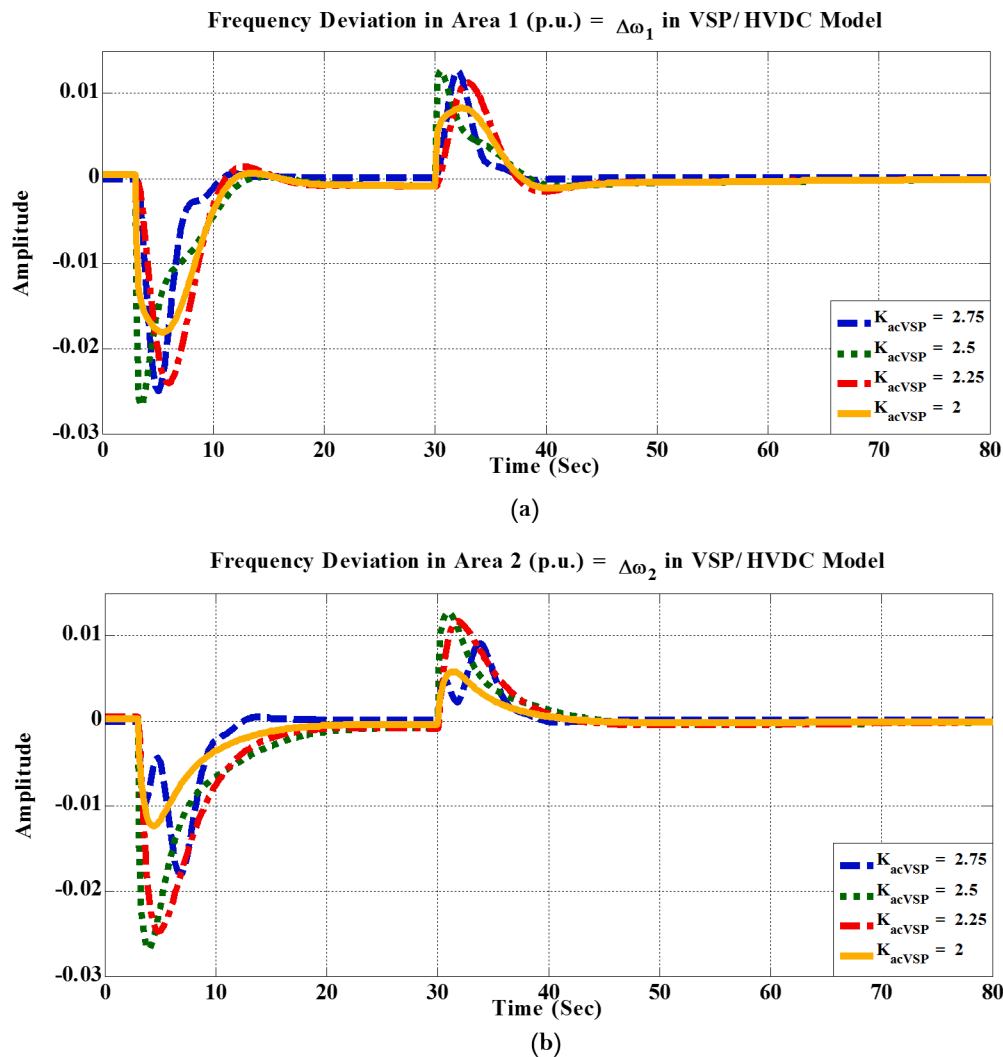 Frequency Deviation in Area 1 (p.u.) = Δω1 in VSP/HVDC Model
0.01
0
-0.01
-0.02
-0.03
Amplitude
KacVSP = 2.75
KacVSP = 2.5
KacVSP = 2.25
KacVSP = 2
0 10 20 30 40 50 60 70 80
Time (Sec)
(a)
Frequency Deviation in Area 2 (p.u.) = Δω2 in VSP/HVDC Model
0.01
0
-0.01
-0.02
-0.03
Amplitude
KacVSP = 2.75
KacVSP = 2.5
KacVSP = 2.25
KacVSP = 2
0 10 20 30 40 50 60 70 80
Time (Sec)
(b)